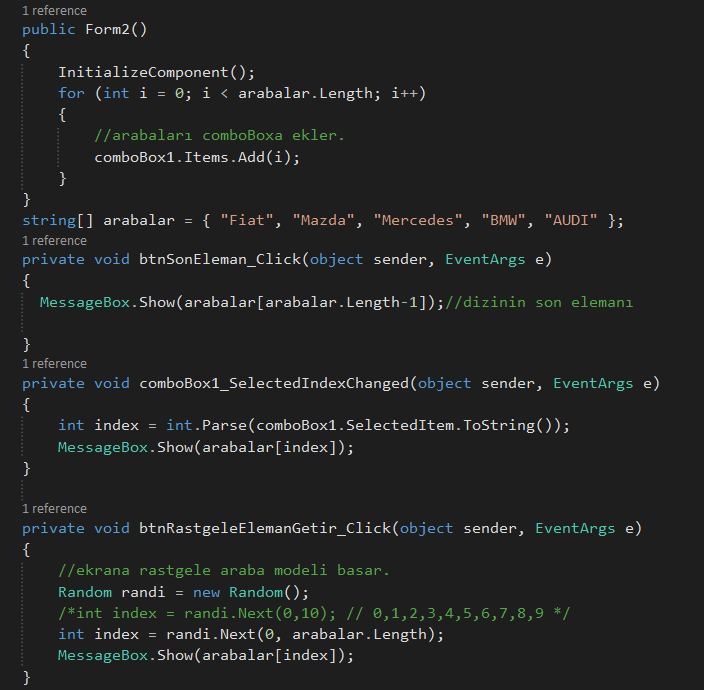 1 reference
public Form2()
{
InitializeComponent();
for (int i = 0; i < arabalar.Length; i++)
{
//arabaları comboBoxa ekler.
comboBox1.Items.Add(i);
}
}
string[] arabalar = { "Fiat", "Mazda", "Mercedes", "BMW", "AUDI" };
1 reference
private void btnSonEleman_Click(object sender, EventArgs e)
{
MessageBox.Show(arabalar[arabalar.Length-1]);//dizinin son elemanı
}
1 reference
private void comboBox1_SelectedIndexChanged(object sender, EventArgs e)
{
int index = int.Parse(comboBox1.SelectedItem.ToString());
MessageBox.Show(arabalar[index]);
}
1 reference
private void btnRastgeleElemanGetir_Click(object sender, EventArgs e)
{
//ekrana rastgele araba modeli basar.
Random randi = new Random();
/*int index = randi.Next(0,10); // 0,1,2,3,4,5,6,7,8,9 */
int index = randi.Next(0, arabalar.Length);
MessageBox.Show(arabalar[index]);
}